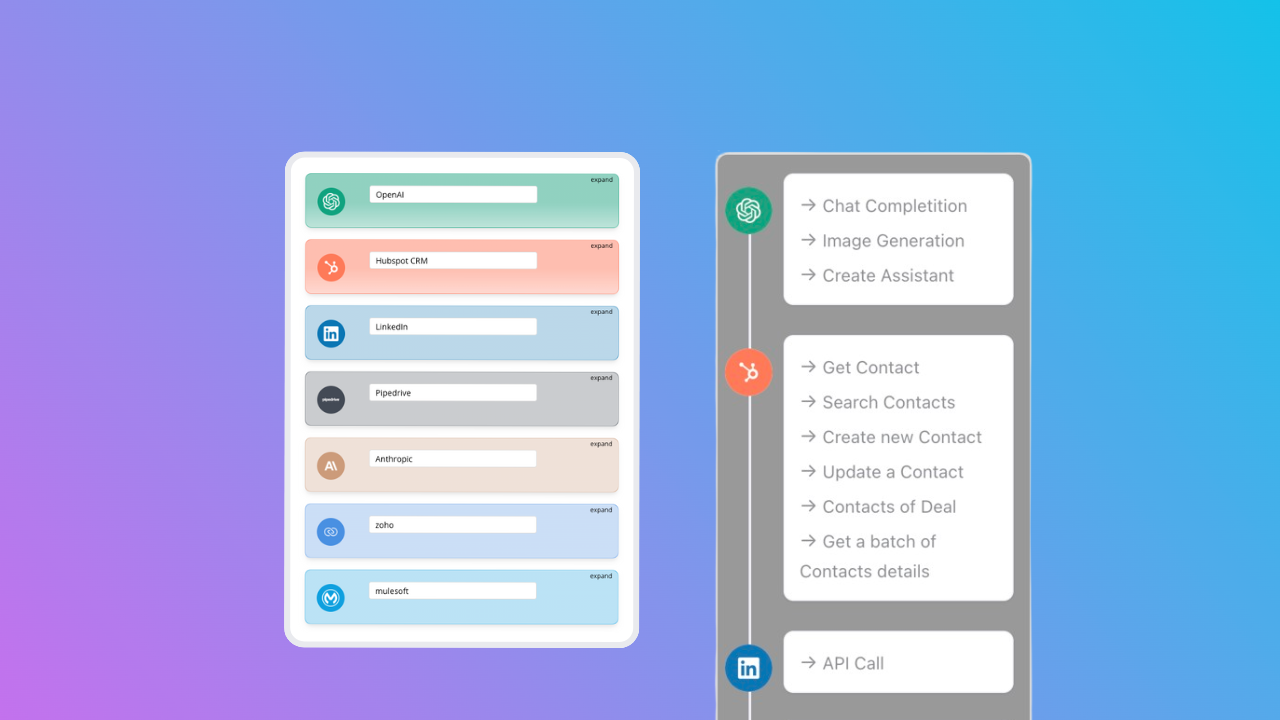 expand
OpenAI
expand
Hubspot CRM
expand
LinkedIn
expand
pipedrive
Pipedrive
expand
Anthropic
expand
zoho
expand
mulesoft
→ Chat Completition
→ Image Generation
→ Create Assistant
→ Get Contact
→ Search Contacts
→ Create new Contact
→ Update a Contact
→ Contacts of Deal
→ Get a batch of
Contacts details
in
→ API Call